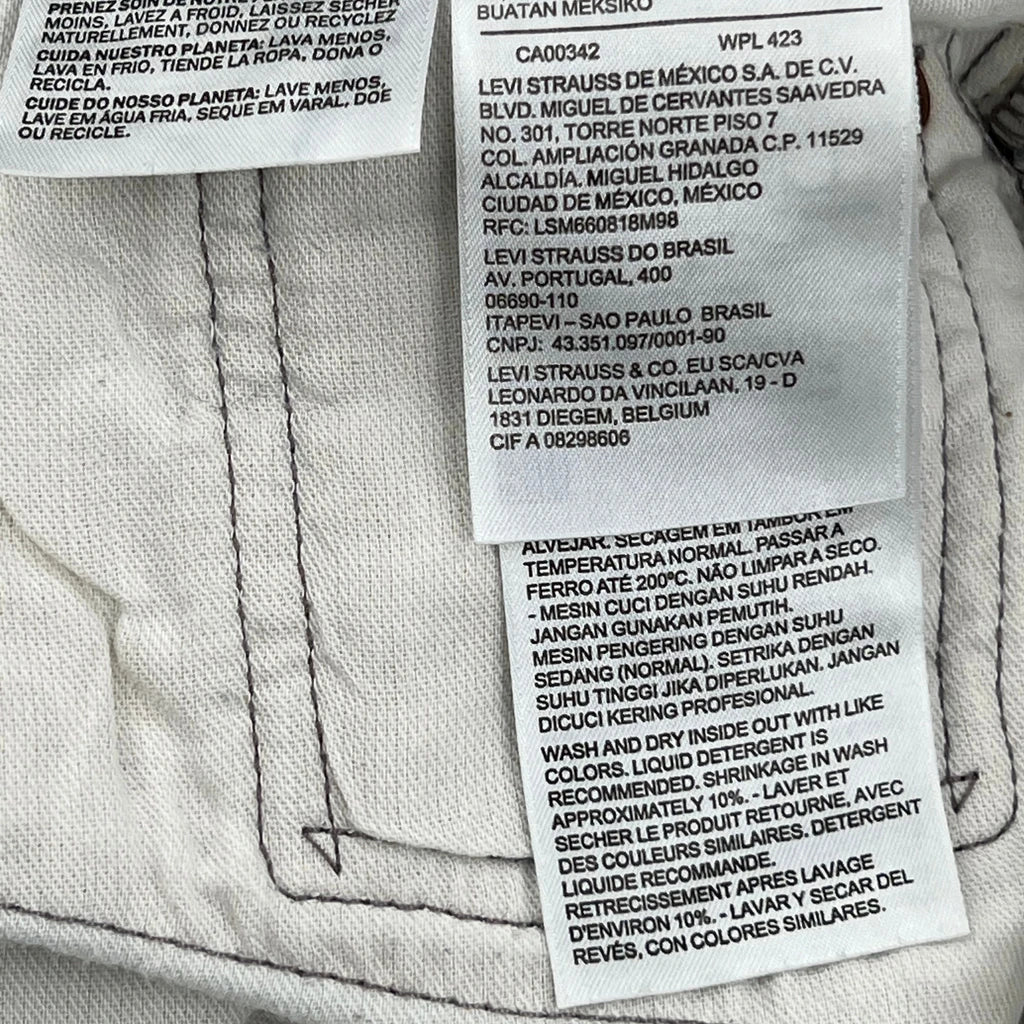 PRENEZ SOIN DE NOTRE
MOINS, LAVEZ A FROID, LAISSEZ SECHER
NATURELLEMENT, DONNEZ OU RECYCLEZ
CUIDA NUESTRO PLANETA: LAVA MENOS,
LAVA EN FRIO, TIENDE LA ROPA, DONA O
RECICLA.
CUIDE DO NOSSO PLANETA: LAVE MENOS,
LAVE EM ÁGUA FRIA, SEQUE EM VARAL, DOE
OU RECICLE.
BUATAN MEKSIKO
CA00342 WPL 423
LEVI STRAUSS DE MÉXICO S.A. DE C.V.
BLVD. MIGUEL DE CERVANTES SAAVEDRA
NO. 301, TORRE NORTE PISO 7
COL. AMPLIACIÓN GRANADA C.P. 11529
ALCALDÍA. MIGUEL HIDALGO
CIUDAD DE MÉXICO, MÉXICO
RFC: LSM660818M98
LEVI STRAUSS DO BRASIL
AV. PORTUGAL, 400
06690-110
ITAPEVI – SAO PAULO BRASIL
CNPJ: 43.351.097/0001-90
LEVI STRAUSS & CO. EU SCA/CVA
LEONARDO DA VINCILAAN, 19 - D
1831 DIEGEM, BELGIUM
CIF A 08298606
ALVEJAR. SECAGEM EM TAMBOR EM
TEMPERATURA NORMAL. PASSAR A
FERRO ATÉ 200ºC. NÃO LIMPAR A SECO.
- MESIN CUCI DENGAN SUHU RENDAH.
JANGAN GUNAKAN PEMUTIH.
MESIN PENGERING DENGAN SUHU
SEDANG (NORMAL). SETRIKA DENGAN
SUHU TINGGI JIKA DIPERLUKAN. JANGAN
DICUCI KERING PROFESIONAL.
WASH AND DRY INSIDE OUT WITH LIKE
COLORS. LIQUID DETERGENT IS
RECOMMENDED. SHRINKAGE IN WASH
APPROXIMATELY 10%. - LAVER ET
SECHER LE PRODUIT RETOURNE, AVEC
DES COULEURS SIMILAIRES. DETERGENT
LIQUIDE RECOMMANDE.
RETRECISSEMENT APRES LAVAGE
D'ENVIRON 10%. - LAVAR Y SECAR DEL
REVÉS, CON COLORES SIMILARES.